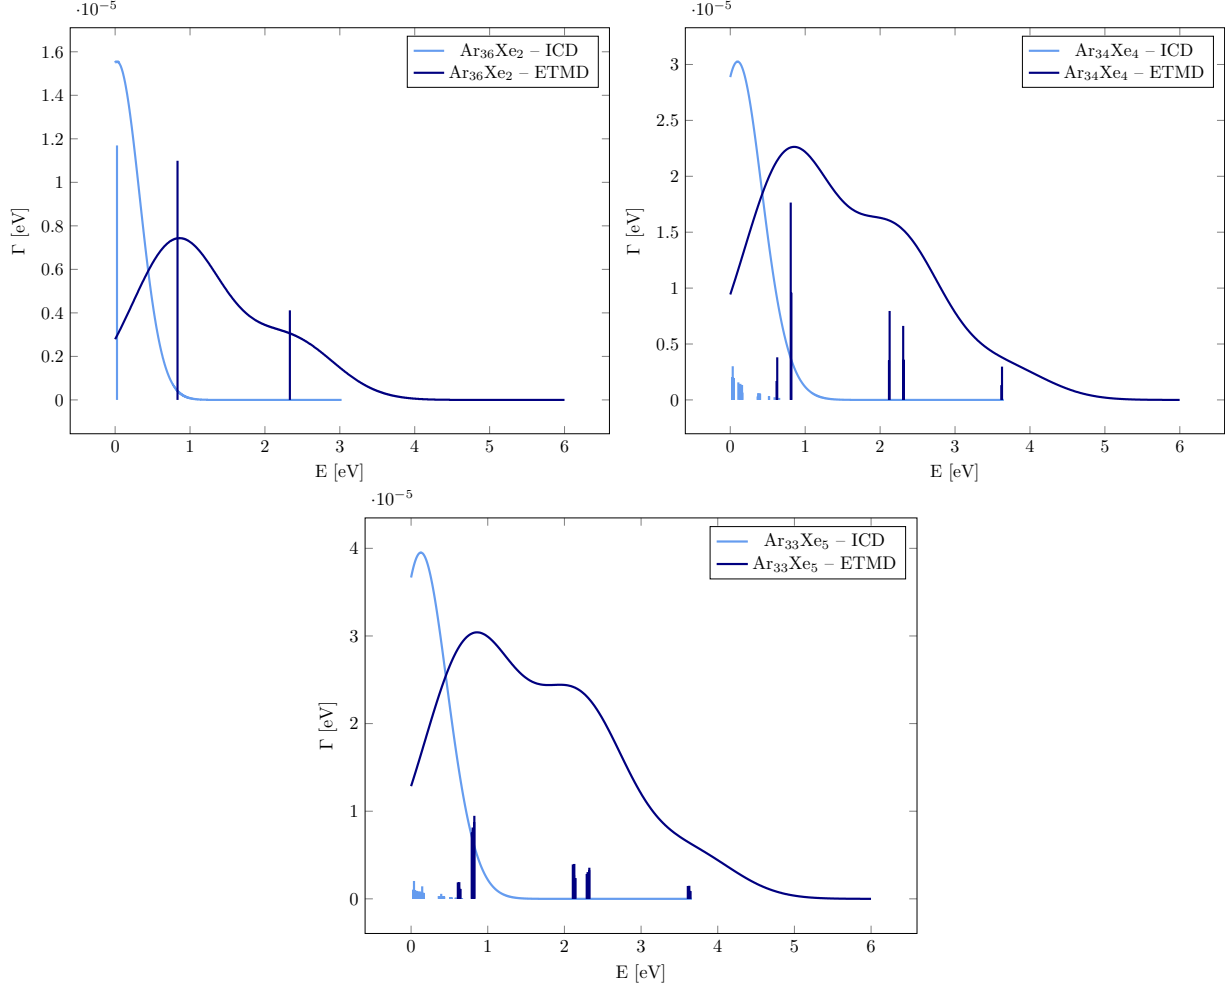 ·10⁻⁵
1.6
1.4
1.2
1
0.8
0.6
0.4
0.2
0
Γ [eV]
0 1 2 3 4 5 6
E [eV]
Ar₃₆Xe₂ – ICD
Ar₃₆Xe₂ – ETMD
·10⁻⁵
3
2.5
2
1.5
1
0.5
0
Γ [eV]
0 1 2 3 4 5 6
E [eV]
Ar₃₄Xe₄ – ICD
Ar₃₄Xe₄ – ETMD
·10⁻⁵
4
3
2
1
0
Γ [eV]
0 1 2 3 4 5 6
E [eV]
Ar₃₃Xe₅ – ICD
Ar₃₃Xe₅ – ETMD